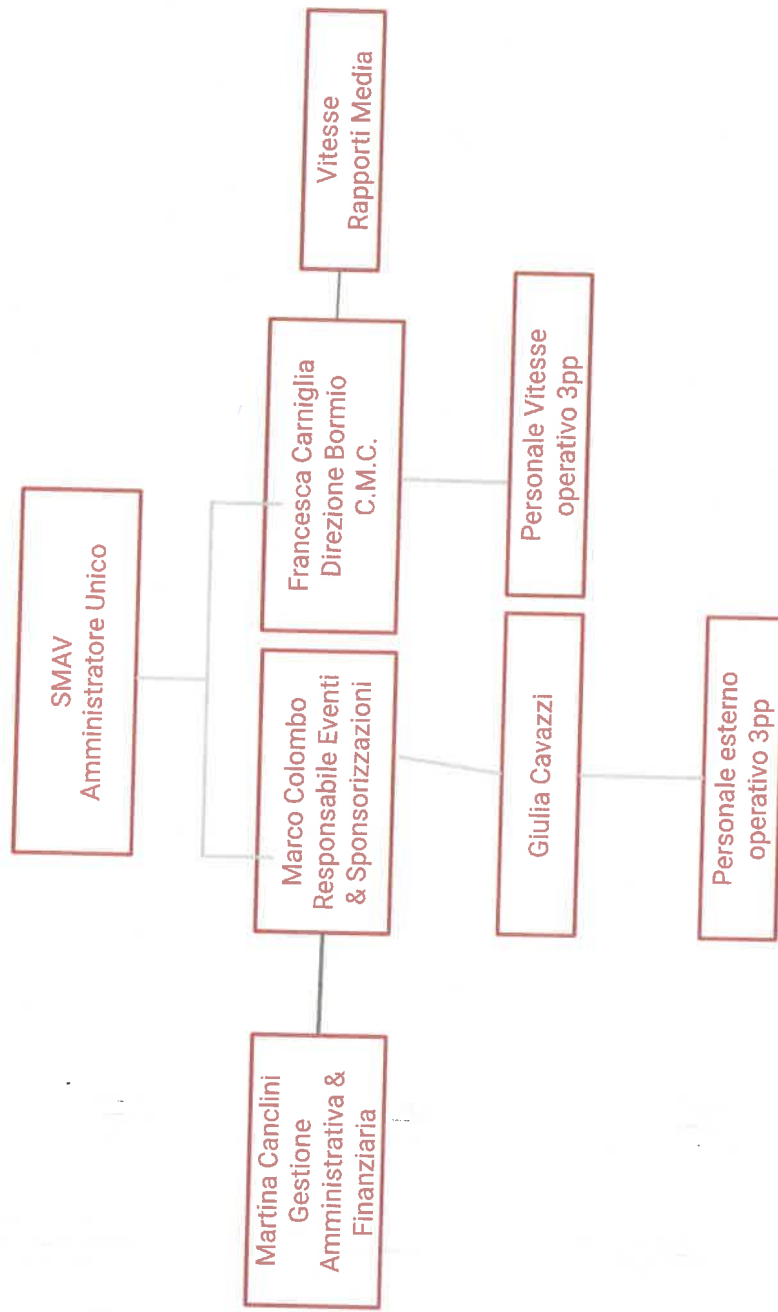 SMAV
Amministratore Unico
Martina Canclini
Gestione
Amministrativa &
Finanziaria
Marco Colombo
Responsabile Eventi
& Sponsorizzazioni
Francesca Carniglia
Direzione Bormio
C.M.C.
Vitesse
Rapporti Media
Giulia Cavazzi
Personale Vitesse
operativo 3pp
Personale esterno
operativo 3pp